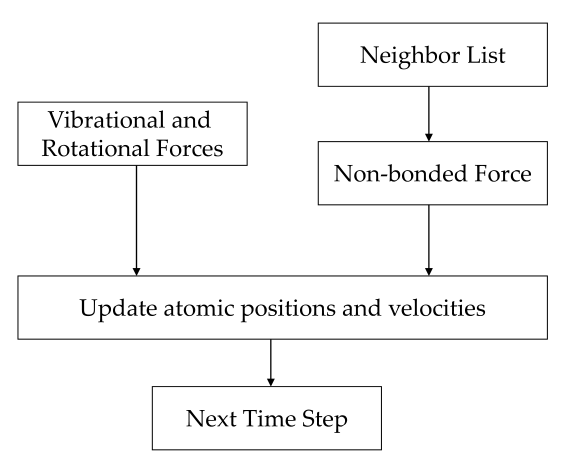 Neighbor List
Vibrational and
Rotational Forces
Non-bonded Force
Update atomic positions and velocities
Next Time Step